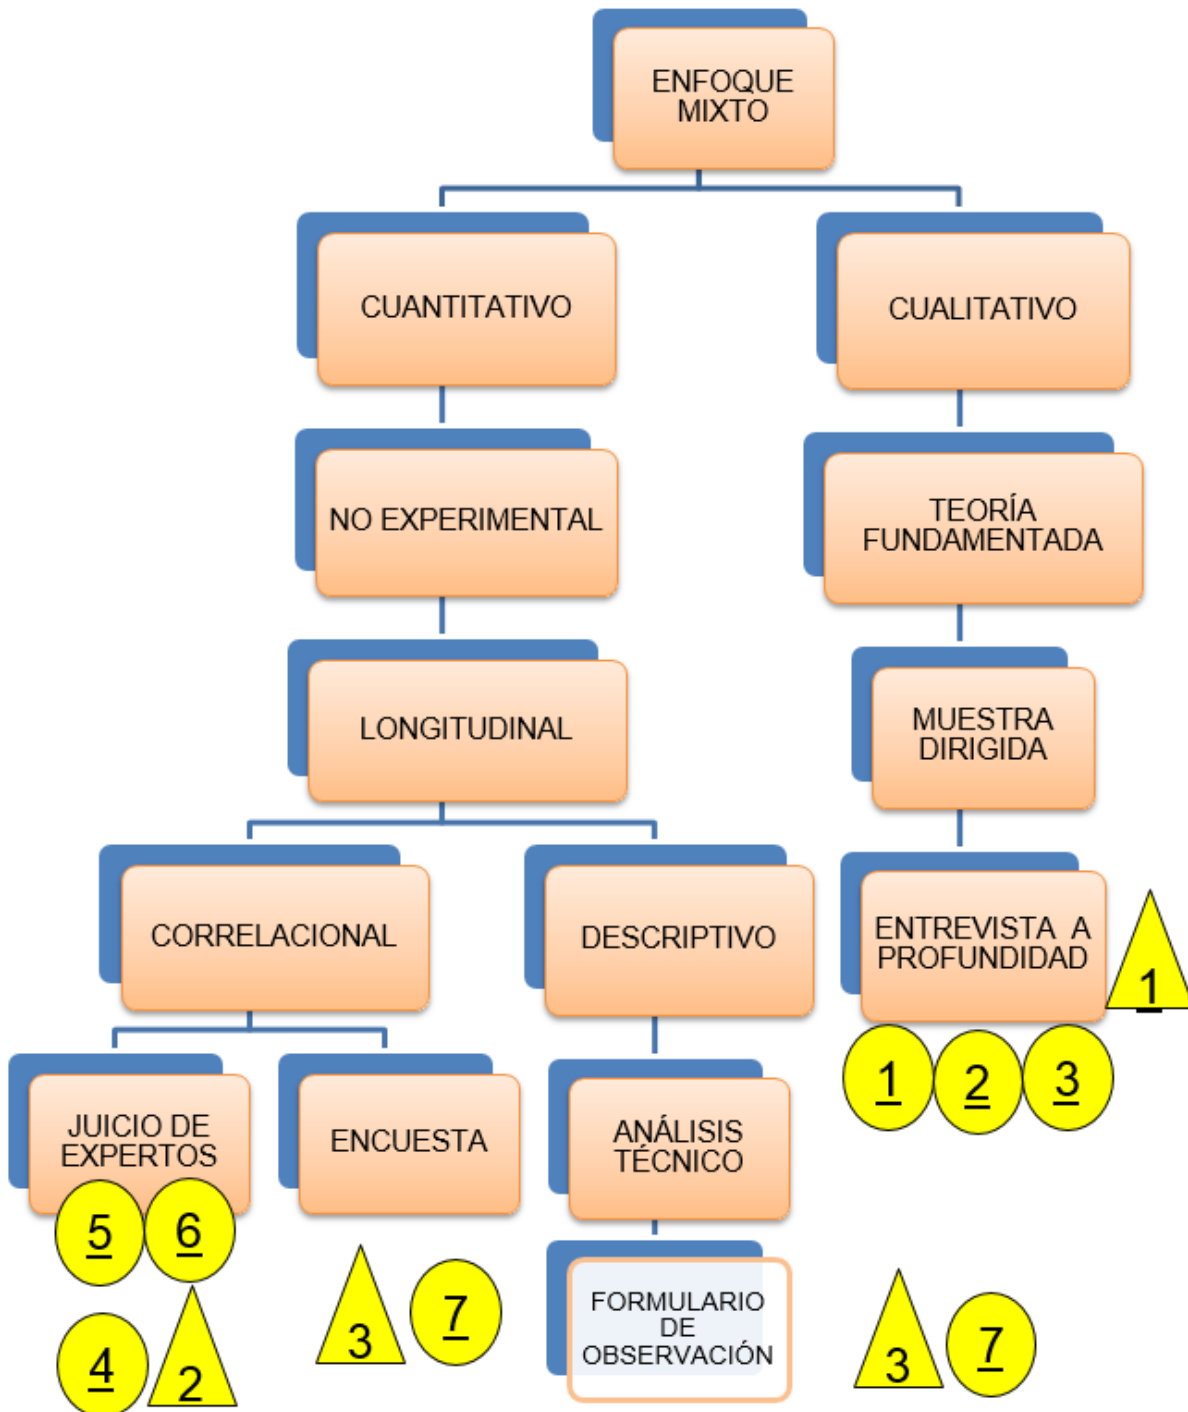 ENFOQUE
MIXTO
CUANTITATIVO
CUALITATIVO
NO EXPERIMENTAL
TEORÍA
FUNDAMENTADA
LONGITUDINAL
MUESTRA
DIRIGIDA
CORRELACIONAL
DESCRIPTIVO
ENTREVISTA A
PROFUNDIDAD
1
1 2 3
JUICIO DE
EXPERTOS
ENCUESTA
ANÁLISIS
TÉCNICO
5 6
4 2
3 7
FORMULARIO
DE
OBSERVACIÓN
3 7